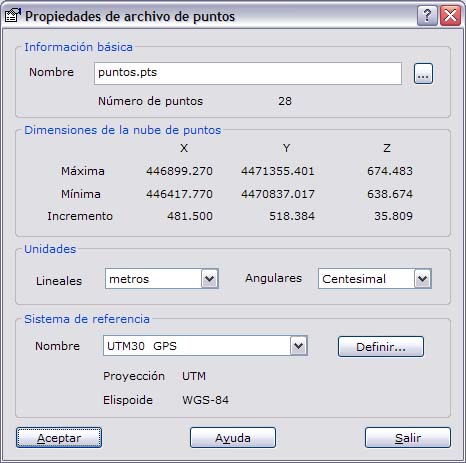 Propiedades de archivo de puntos
Información básica
Nombre puntos.pts ...
Número de puntos 28
Dimensiones de la nube de puntos
X Y Z
Máxima 446899.270 4471355.401 674.483
Mínima 446417.770 4470837.017 638.674
Incremento 481.500 518.384 35.809
Unidades
Lineales metros Angulares Centesimal
Sistema de referencia
Nombre UTM30 GPS Definir...
Proyección UTM
Elispoide WGS-84
Aceptar Ayuda Salir